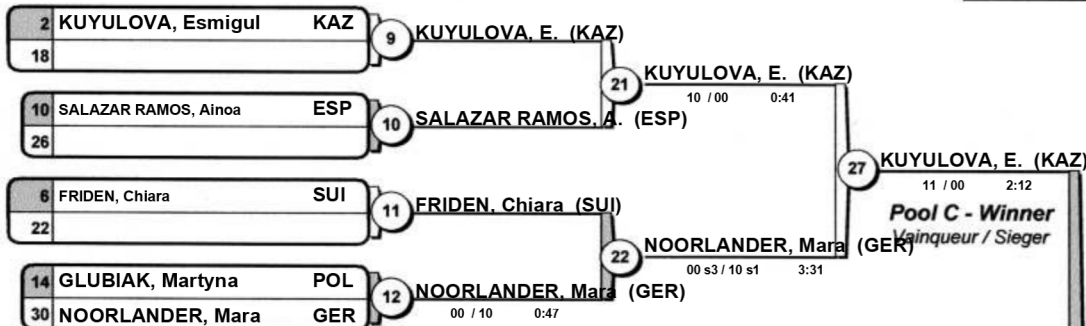 2 KUYULOVA, Esmigul KAZ
18
9 KUYULOVA, E. (KAZ)
21 KUYULOVA, E. (KAZ)
10 / 00 0:41
10 SALAZAR RAMOS, Ainoa ESP
26
10 SALAZAR RAMOS, A. (ESP)
27 KUYULOVA, E. (KAZ)
11 / 00 2:12
Pool C - Winner
Vainqueur / Sieger
6 FRIDEN, Chiara SUI
22
11 FRIDEN, Chiara (SUI)
22 NOORLANDER, Mara (GER)
00 s3 / 10 s1 3:31
14 GLUBIAK, Martyna POL
30 NOORLANDER, Mara GER
12 NOORLANDER, Mara (GER)
00 / 10 0:47